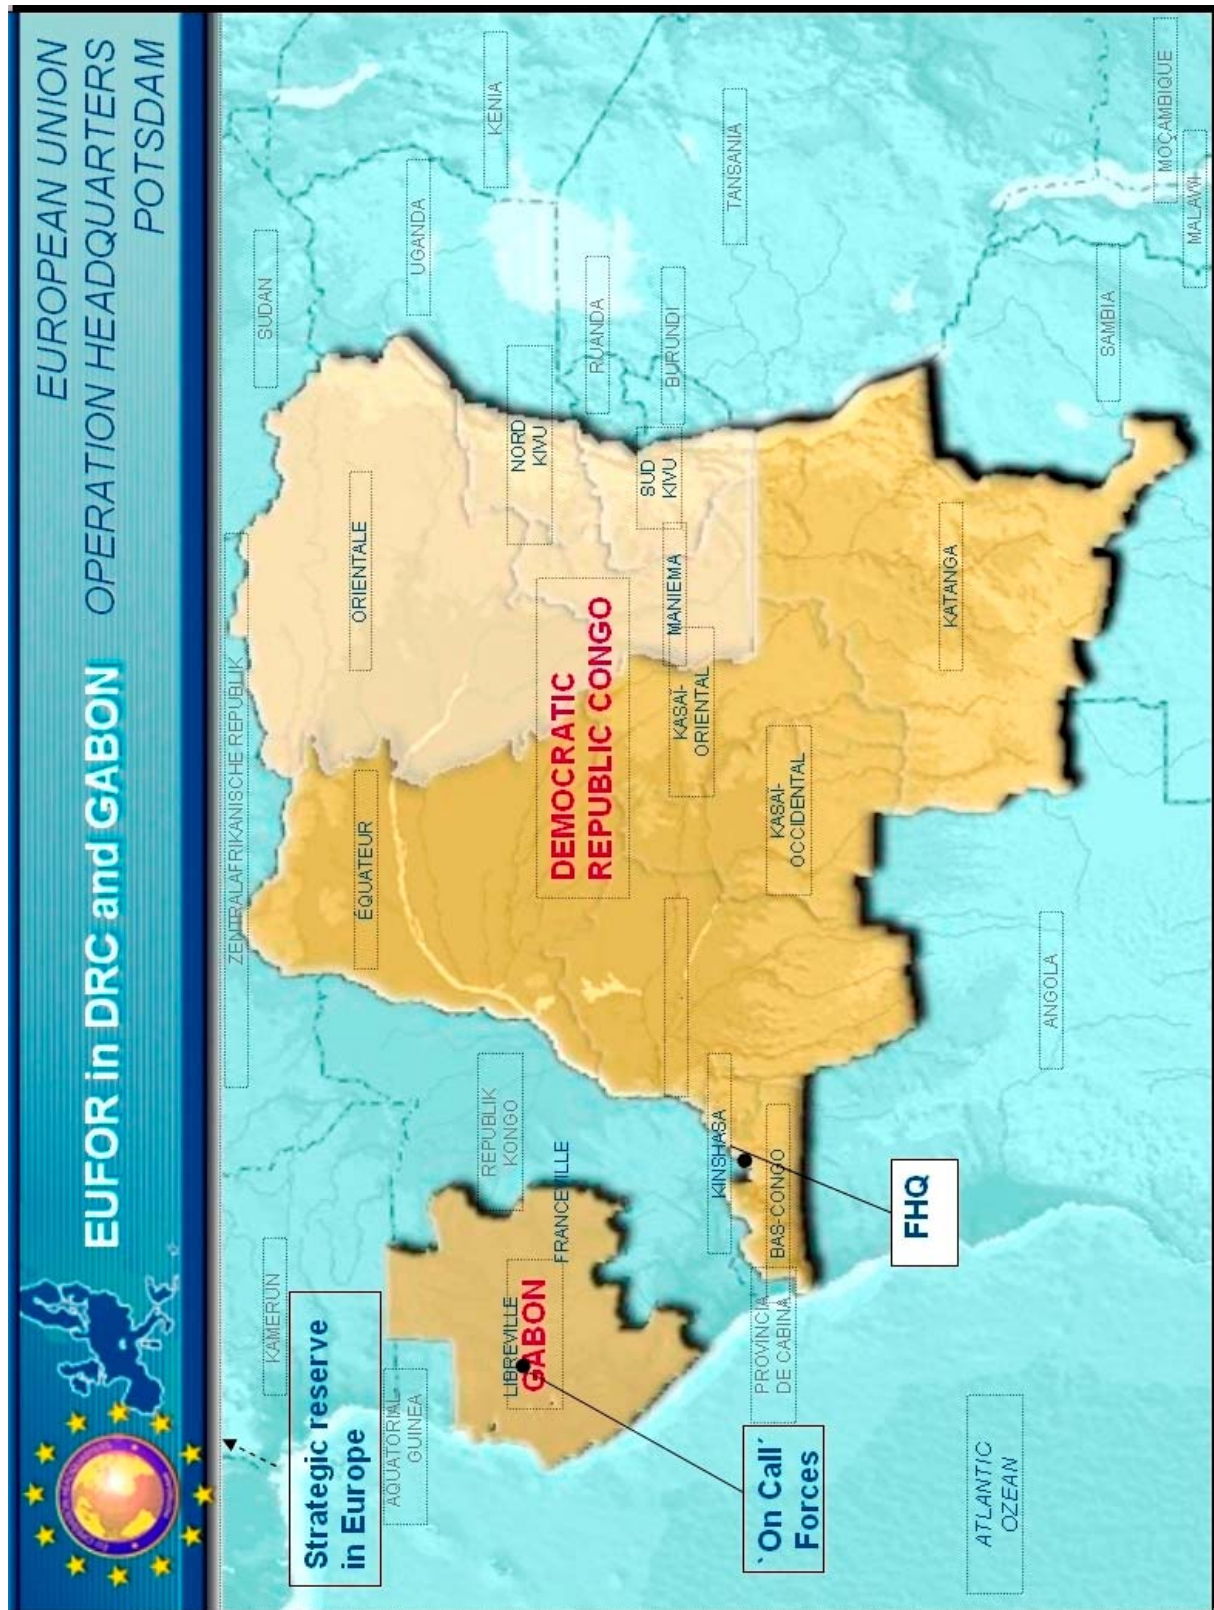 EUFOR in DRC and GABON
EUROPEAN UNION
OPERATION HEADQUARTERS
POTSDAM
Strategic reserve
in Europe
KAMERUN
ZENTRALAFRIKANISCHE REPUBLIK
SUDAN
AQUATORIAL
GUINEA
REPUBLIK
KONGO
ÉQUATEUR
ORIENTALE
UGANDA
KENIA
LIBREVILLE
GABON
FRANCEVILLE
DEMOCRATIC
REPUBLIC CONGO
NORD
KIVU
RUANDA
KASAÏ-
ORIENTAL
MANIEMA
SUD
KIVU
BURUNDI
TANSANIA
KINSHASA
BAS-CONGO
PROVINCIA
DE CABINA
KASAÏ-
OCCIDENTAL
`On Call´
Forces
FHQ
KATANGA
ANGOLA
SAMBIA
MOÇAMBIQUE
MALAWI
ATLANTIC
OZEAN